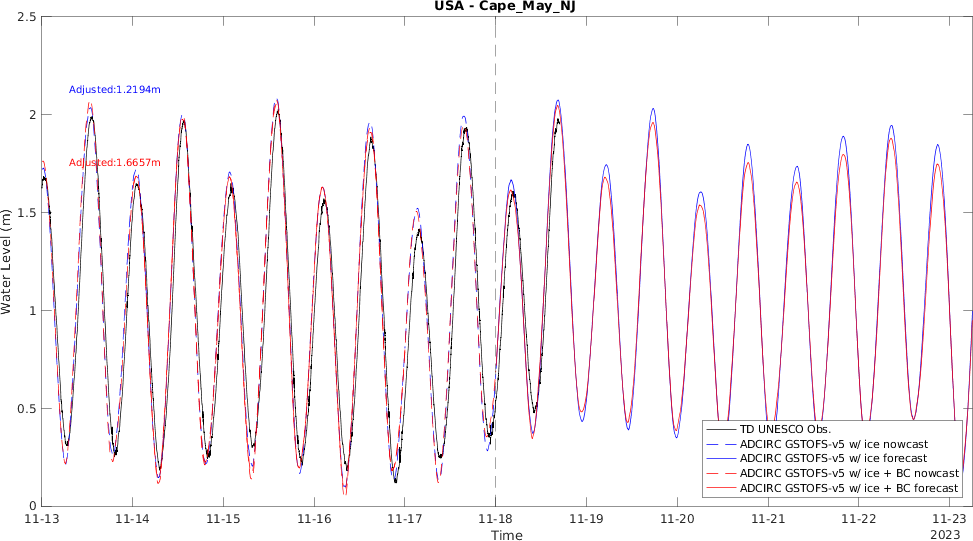 USA - Cape_May_NJ
2.5
2
1.5
1
0.5
0
Water Level (m)
Adjusted:1.2194m
Adjusted:1.6657m
TD UNESCO Obs.
ADCIRC GSTOFS-v5 w/ ice nowcast
ADCIRC GSTOFS-v5 w/ ice forecast
ADCIRC GSTOFS-v5 w/ ice + BC nowcast
ADCIRC GSTOFS-v5 w/ ice + BC forecast
11-13 11-14 11-15 11-16 11-17 11-18 11-19 11-20 11-21 11-22 11-23
Time
2023